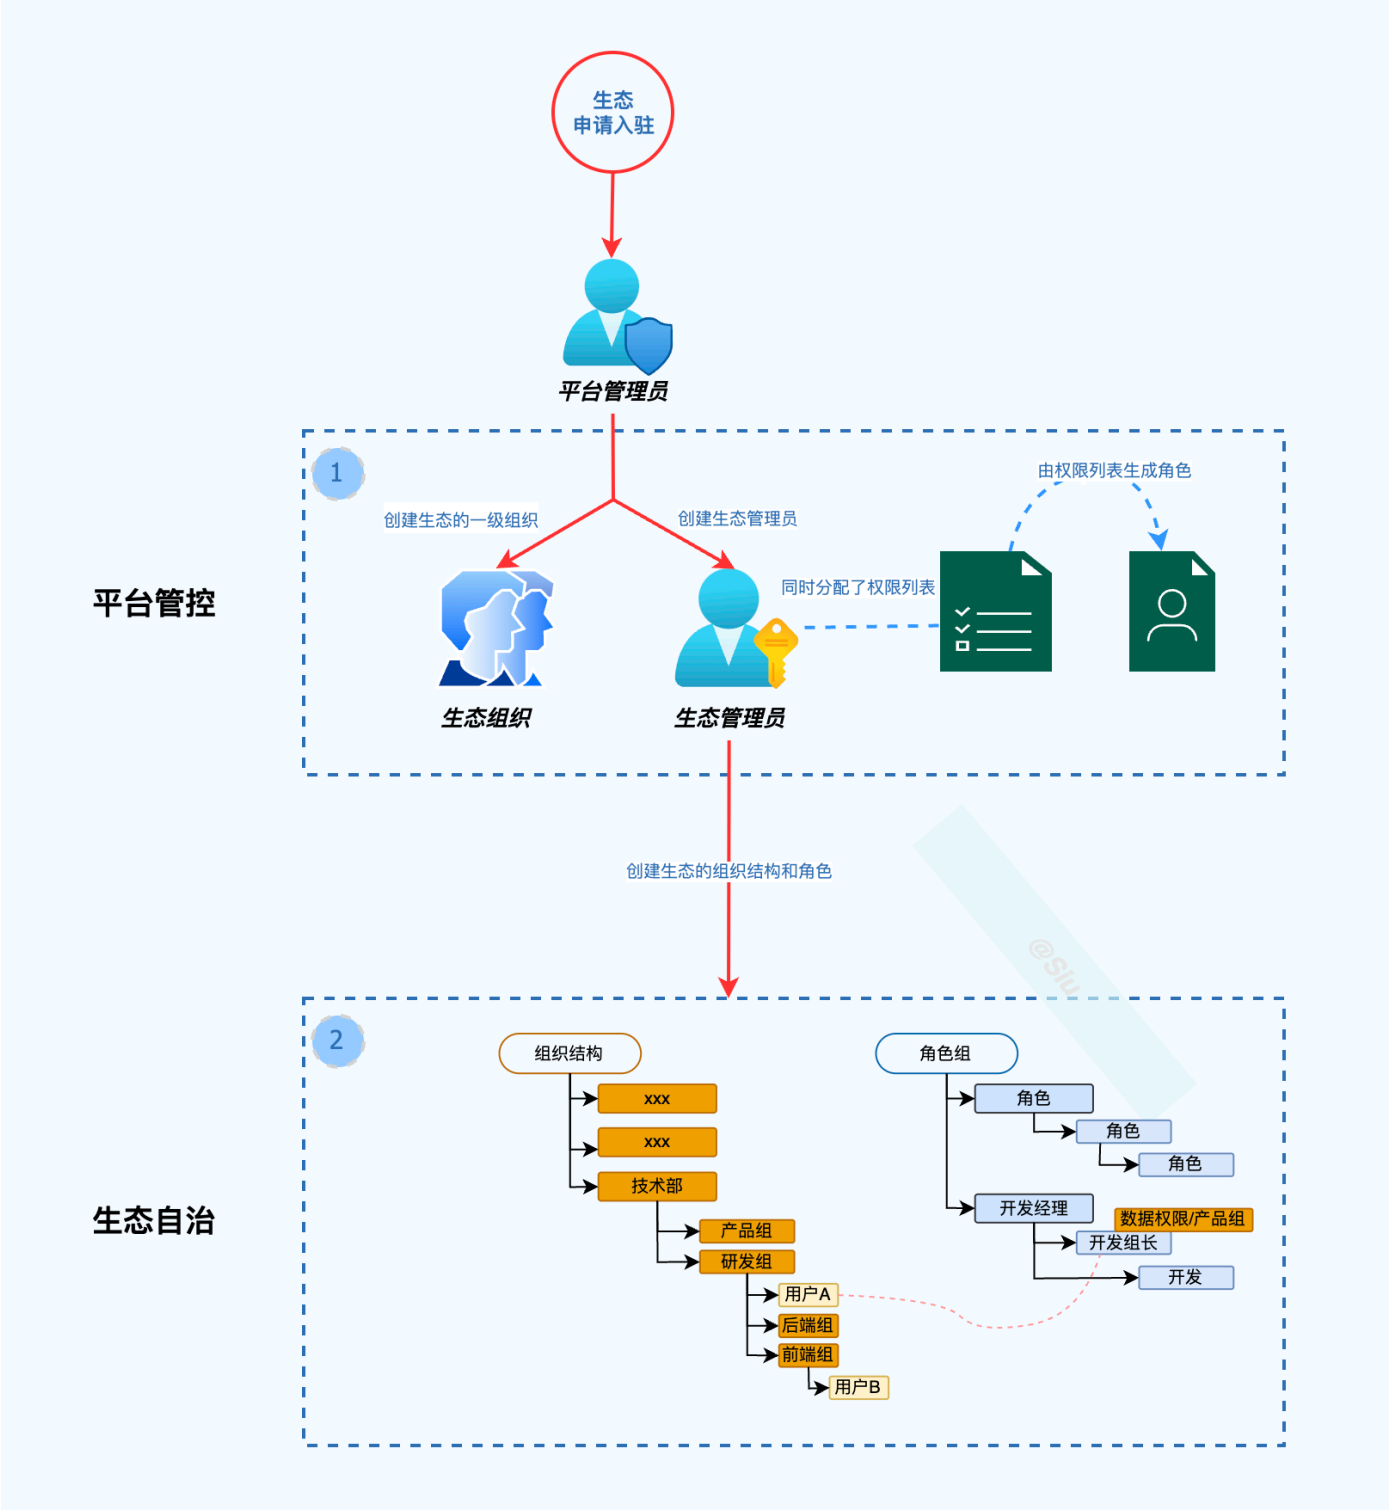 生态
申请入驻
平台管理员
1
由权限列表生成角色
创建生态的一级组织
创建生态管理员
同时分配了权限列表
平台管控
生态组织
生态管理员
创建生态的组织结构和角色
@Siu
2
组织结构
角色组
xxx
角色
xxx
角色
角色
技术部
开发经理
数据权限/产品组
产品组
开发组长
研发组
开发
生态自治
用户A
后端组
前端组
用户B